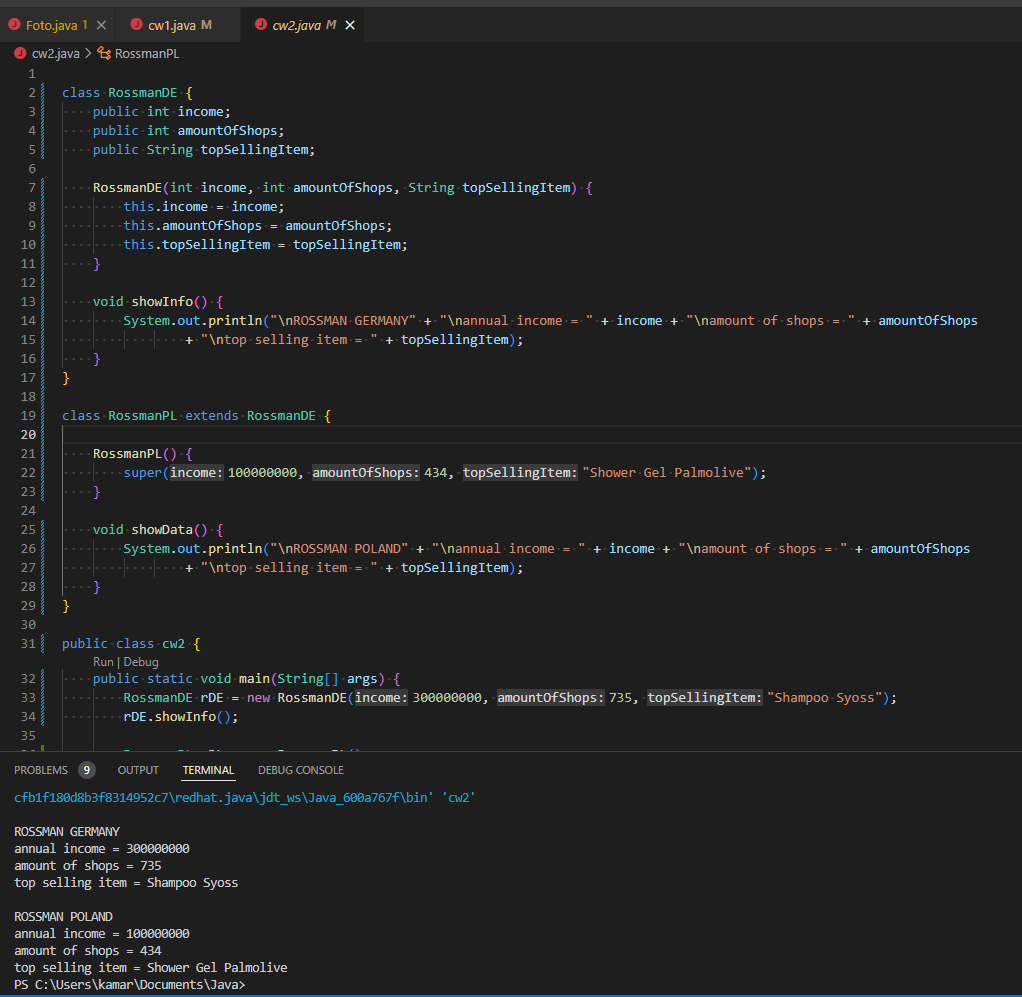 Foto.java 1 cw1.java M cw2.java M
cw2.java > RossmanPL
1
2 class RossmanDE {
3 public int income;
4 public int amountOfShops;
5 public String topSellingItem;
6
7 RossmanDE(int income, int amountOfShops, String topSellingItem) {
8 this.income = income;
9 this.amountOfShops = amountOfShops;
10 this.topSellingItem = topSellingItem;
11 }
12
13 void showInfo() {
14 System.out.println("\nROSSMAN GERMANY" + "\nannual income = " + income + "\namount of shops = " + amountOfShops
15 + "\ntop selling item = " + topSellingItem);
16 }
17 }
18
19 class RossmanPL extends RossmanDE {
20
21 RossmanPL() {
22 super(income: 100000000, amountOfShops: 434, topSellingItem: "Shower Gel Palmolive");
23 }
24
25 void showData() {
26 System.out.println("\nROSSMAN POLAND" + "\nannual income = " + income + "\namount of shops = " + amountOfShops
27 + "\ntop selling item = " + topSellingItem);
28 }
29 }
30
31 public class cw2 {
Run | Debug
32 public static void main(String[] args) {
33 RossmanDE rDE = new RossmanDE(income: 300000000, amountOfShops: 735, topSellingItem: "Shampoo Syoss");
34 rDE.showInfo();
35
PROBLEMS 9 OUTPUT TERMINAL DEBUG CONSOLE
cfb1f180d8b3f8314952c7\redhat.java\jdt_ws\Java_600a767f\bin' 'cw2'
ROSSMAN GERMANY
annual income = 300000000
amount of shops = 735
top selling item = Shampoo Syoss
ROSSMAN POLAND
annual income = 100000000
amount of shops = 434
top selling item = Shower Gel Palmolive
PS C:\Users\kamar\Documents\Java>